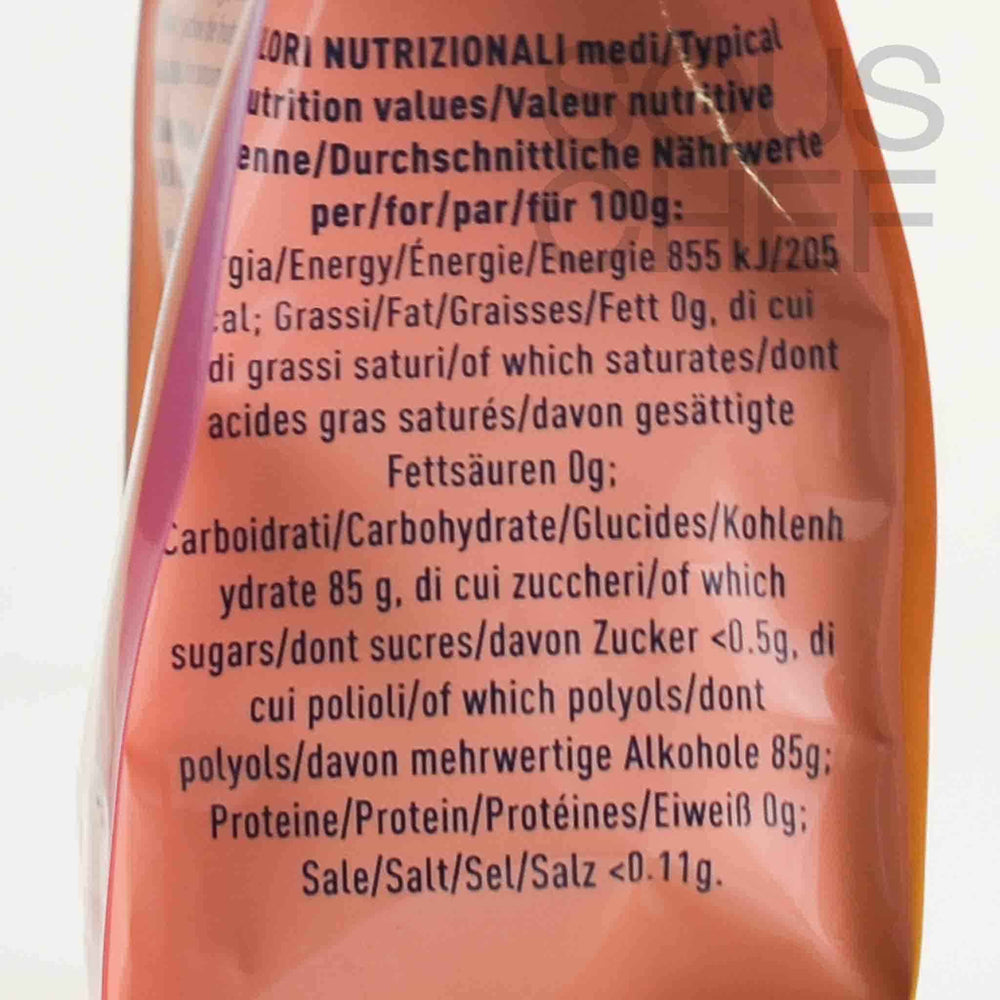 LORI NUTRIZIONALI medi/Typical
utrition values/Valeur nutritive
enne/Durchschnittliche Nährwerte
per/for/par/für 100g:
gia/Energy/Énergie/Energie 855 kJ/205
cal; Grassi/Fat/Graisses/Fett 0g, di cui
di grassi saturi/of which saturates/dont
acides gras saturés/davon gesättigte
Fettsäuren 0g;
Carboidrati/Carbohydrate/Glucides/Kohlenh
ydrate 85 g, di cui zuccheri/of which
sugars/dont sucres/davon Zucker <0.5g, di
cui polioli/of which polyols/dont
polyols/davon mehrwertige Alkohole 85g;
Proteine/Protein/Protéines/Eiweiß 0g;
Sale/Salt/Sel/Salz <0.11g.
SOUS
CHEF